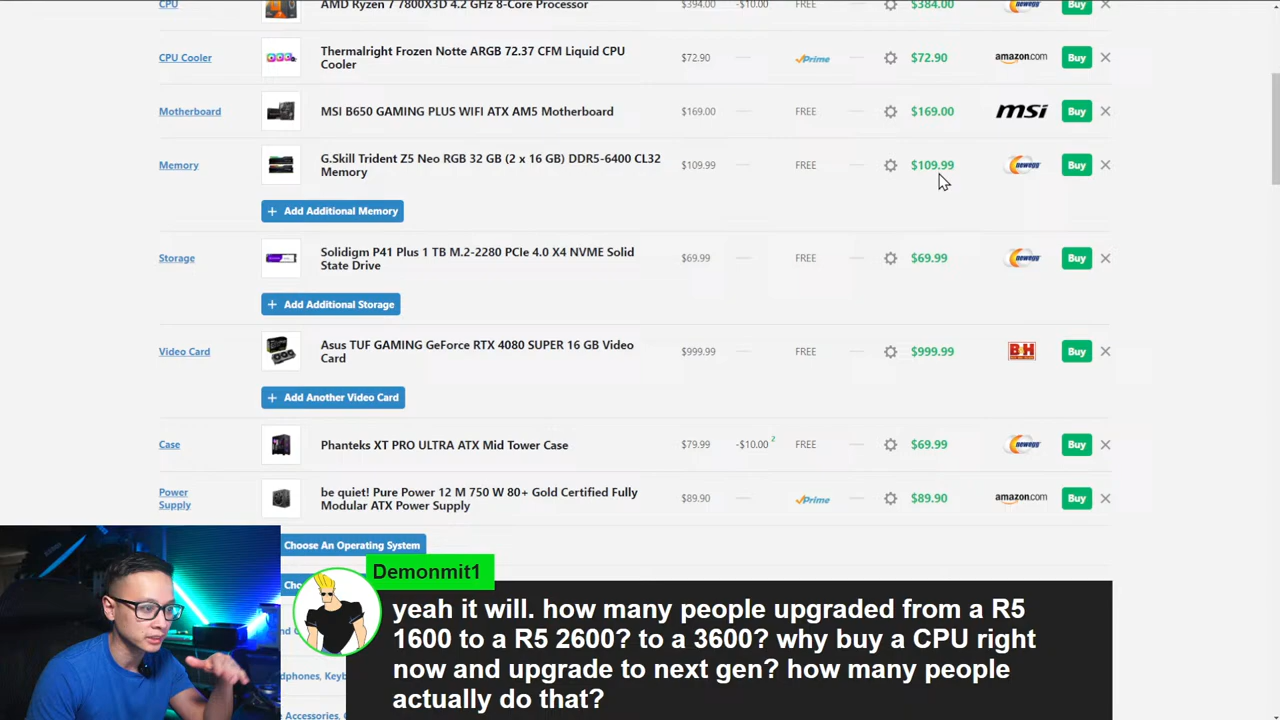 CPU
AMD Ryzen 7 7800X3D 4.2 GHz 8-Core Processor
$394.00
-$10.00
FREE
$384.00
newegg
Buy
CPU Cooler
Thermalright Frozen Notte ARGB 72.37 CFM Liquid CPU
Cooler
$72.90
Prime
$72.90
amazon.com
Buy
Motherboard
MSI B650 GAMING PLUS WIFI ATX AM5 Motherboard
$169.00
FREE
$169.00
msi
Buy
Memory
G.Skill Trident Z5 Neo RGB 32 GB (2 x 16 GB) DDR5-6400 CL32
Memory
$109.99
FREE
$109.99
newegg
Buy
+ Add Additional Memory
Storage
Solidigm P41 Plus 1 TB M.2-2280 PCIe 4.0 X4 NVME Solid
State Drive
$69.99
FREE
$69.99
newegg
Buy
+ Add Additional Storage
Video Card
Asus TUF GAMING GeForce RTX 4080 SUPER 16 GB Video
Card
$999.99
FREE
$999.99
B&H
Buy
+ Add Another Video Card
Case
Phanteks XT PRO ULTRA ATX Mid Tower Case
$79.99
-$10.00 2
FREE
$69.99
newegg
Buy
Power
Supply
be quiet! Pure Power 12 M 750 W 80+ Gold Certified Fully
Modular ATX Power Supply
$89.90
Prime
$89.90
amazon.com
Buy
Choose An Operating System
Demonmit1
yeah it will. how many people upgraded from a R5
1600 to a R5 2600? to a 3600? why buy a CPU right
now and upgrade to next gen? how many people
actually do that?